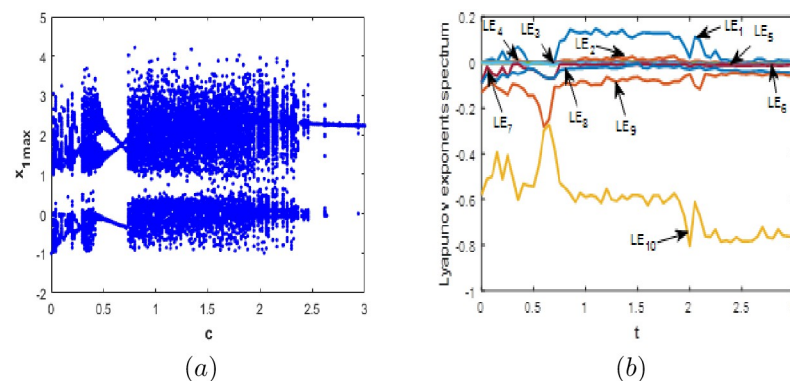 5
4
3
2
1
0
-1
-2
0 0.5 1 1.5 2 2.5 3
x1max
c
(a)
0.2
0
-0.2
-0.4
-0.6
-0.8
-1
0 0.5 1 1.5 2 2.5
Lyapunov exponents spectrum
t
LE4
LE3
LE2
LE1
LE5
LE7
LE8
LE9
LE6
LE10
(b)